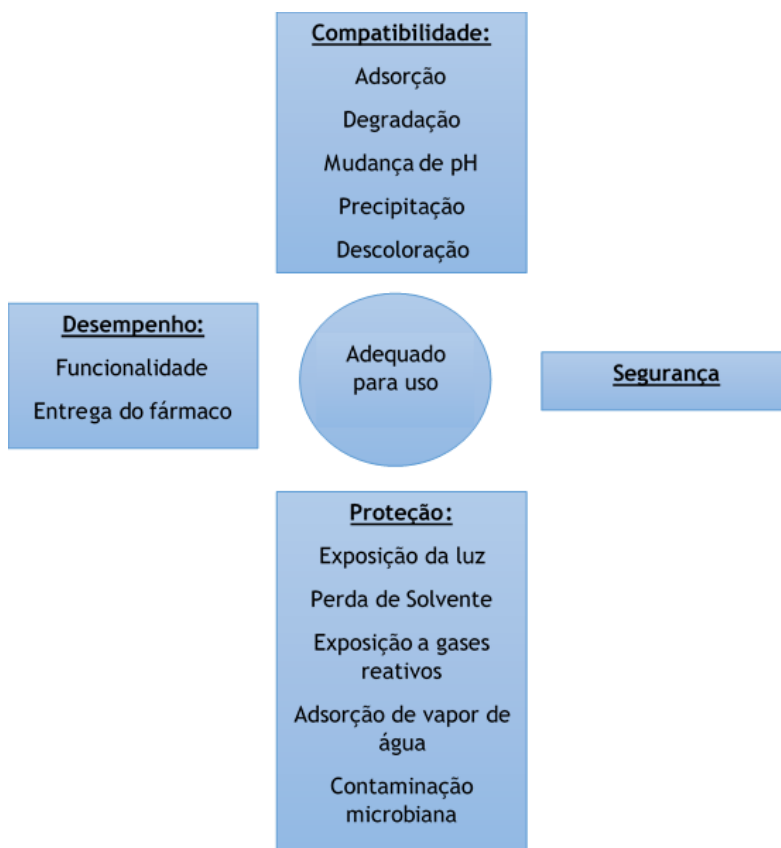 Compatibilidade:
Adsorção
Degradação
Mudança de pH
Precipitação
Descoloração
Desempenho:
Funcionalidade
Entrega do fármaco
Adequado
para uso
Segurança
Proteção:
Exposição da luz
Perda de Solvente
Exposição a gases
reativos
Adsorção de vapor de
água
Contaminação
microbiana